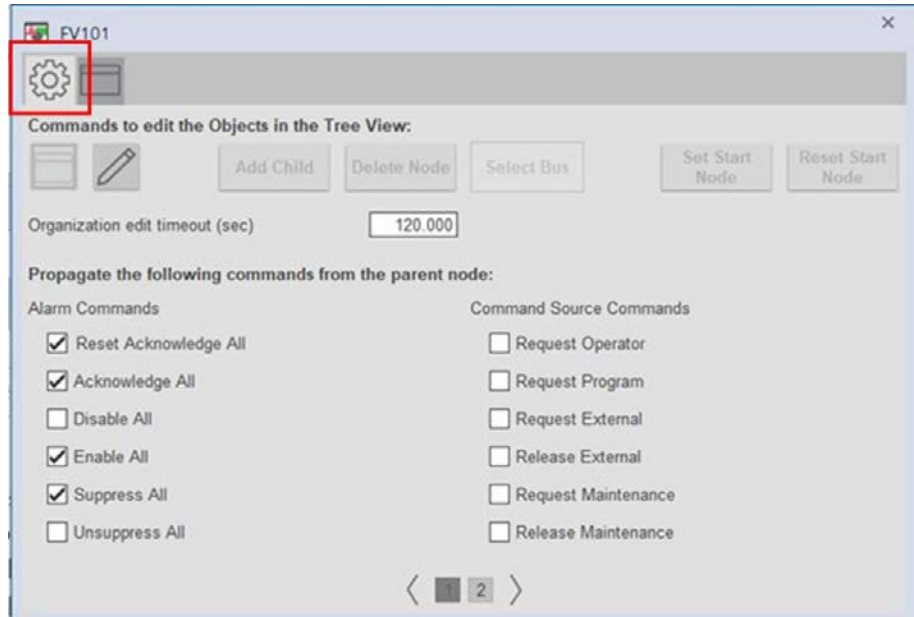 FV101
Commands to edit the Objects in the Tree View:
Add Child
Delete Node
Select Bus
Set Start
Node
Reset Start
Node
Organization edit timeout (sec)
120.000
Propagate the following commands from the parent node:
Alarm Commands
Command Source Commands
Reset Acknowledge All
Request Operator
Acknowledge All
Request Program
Disable All
Request External
Enable All
Release External
Suppress All
Request Maintenance
Unsuppress All
Release Maintenance
1
2